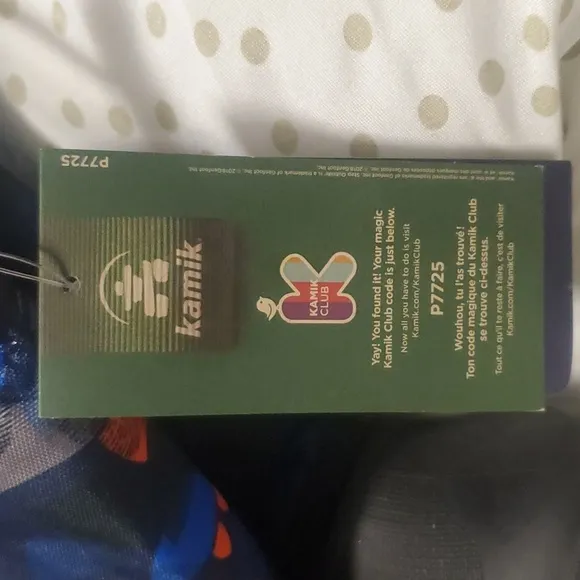 kamik
KAMIK
CLUB
Yay! You found it! Your magic
Kamik Club code is just below.
Now all you have to do is visit
Kamik.com/KamikClub
P7725
Wouhou, tu l'as trouvé!
Ton code magique du Kamik Club
se trouve ci-dessus.
Tout ce qu'il te reste à faire, c'est de visiter
Kamik.com/KamikClub
P7725